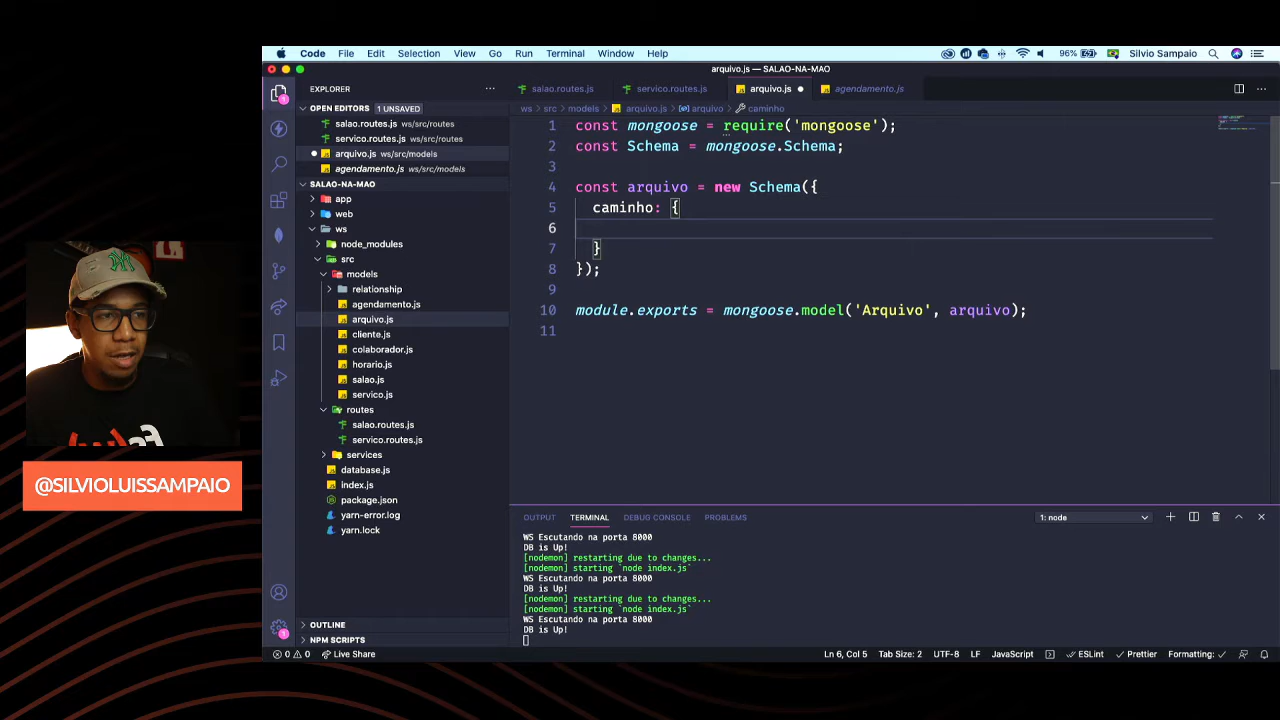 Code File Edit Selection View Go Run Terminal Window Help 96% Silvio Sampaio
arquivo.js — SALAO-NA-MAO
EXPLORER
salao.routes.js servico.routes.js arquivo.js agendamento.js
OPEN EDITORS 1 UNSAVED
ws > src > models > arquivo.js > arquivo > caminho
salao.routes.js ws/src/routes
servico.routes.js ws/src/routes
arquivo.js ws/src/models
agendamento.js ws/src/models
SALAO-NA-MAO
app
web
ws
node_modules
src
models
relationship
agendamento.js
arquivo.js
cliente.js
colaborador.js
horario.js
salao.js
servico.js
routes
salao.routes.js
servico.routes.js
services
database.js
index.js
package.json
yarn-error.log
yarn.lock
OUTLINE
NPM SCRIPTS
1 const mongoose = require('mongoose');
2 const Schema = mongoose.Schema;
3
4 const arquivo = new Schema({
5 caminho: {
6
7 }
8 });
9
10 module.exports = mongoose.model('Arquivo', arquivo);
11
OUTPUT TERMINAL DEBUG CONSOLE PROBLEMS 1: node
WS Escutando na porta 8000
DB is Up!
[nodemon] restarting due to changes...
[nodemon] starting `node index.js`
WS Escutando na porta 8000
DB is Up!
[nodemon] restarting due to changes...
[nodemon] starting `node index.js`
WS Escutando na porta 8000
DB is Up!
0 0 Live Share Ln 6, Col 5 Tab Size: 2 UTF-8 LF JavaScript ESLint Prettier Formatting:
@SILVIOLUISSAMPAIO